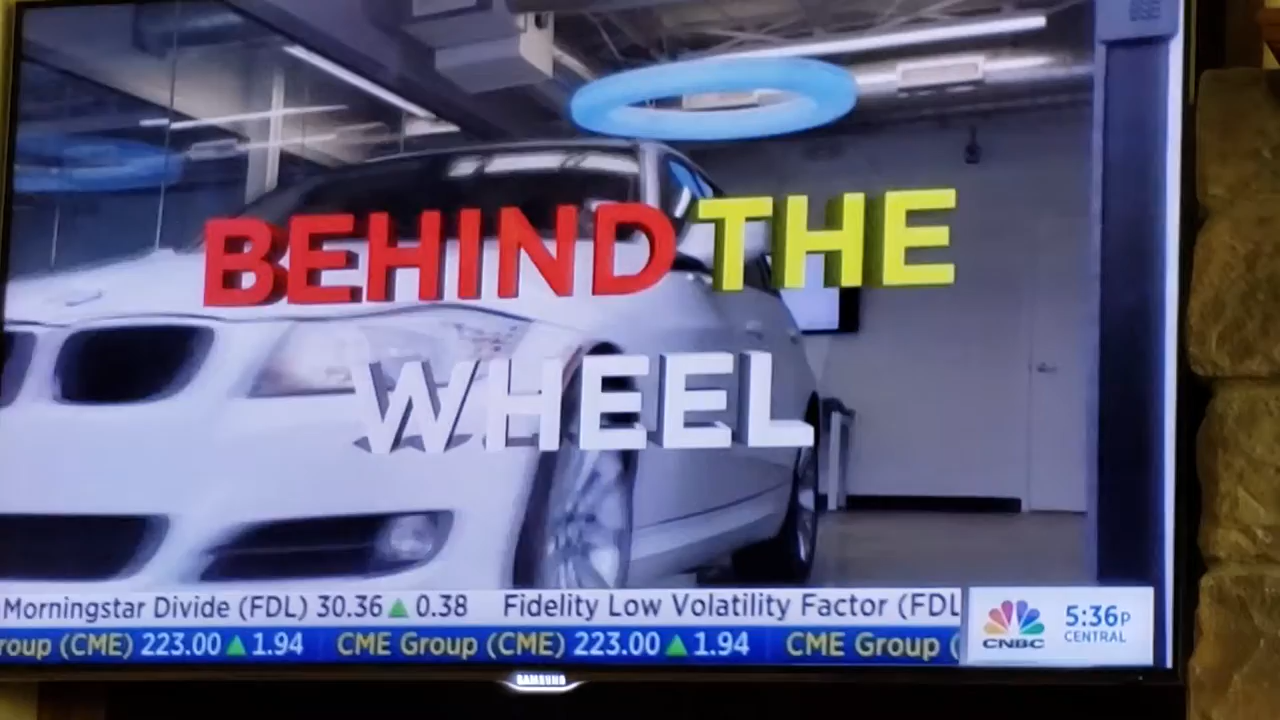 BEHIND THE
WHEEL
Morningstar Divide (FDL) 30.36 ▲ 0.38 Fidelity Low Volatility Factor (FDL
roup (CME) 223.00 ▲ 1.94 CME Group (CME) 223.00 ▲ 1.94 CME Group (
CNBC
5:36P
CENTRAL
SAMSUNG